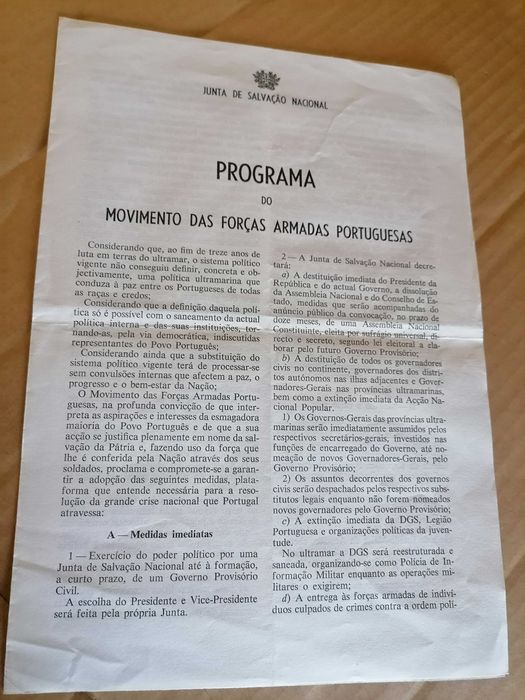 JUNTA DE SALVAÇÃO NACIONAL
PROGRAMA
DO
MOVIMENTO DAS FORÇAS ARMADAS PORTUGUESAS
Considerando que, ao fim de treze anos de
luta em terras do ultramar, o sistema político
vigente não conseguiu definir, concreta e ob-
jectivamente, uma política ultramarina que
conduza à paz entre os Portugueses de todas
as raças e credos;
Considerando que a definição daquela polí-
tica só é possível com o saneamento da actual
política interna e das suas instituições, tornan-
ando-as, pela via democrática, indiscutidas
representantes do Povo Português;
Considerando ainda que a substituição do
sistema político vigente terá de processar-se
sem convulsões internas que afectem a paz, o
progresso e o bem-estar da Nação;
O Movimento das Forças Armadas Portu-
guesas, na profunda convicção de que inter-
preta as aspirações e interesses da esmagadora
maioria do Povo Português e de que a sua
acção se justifica plenamente em nome da sal-
vação da Pátria e, fazendo uso da força que
lhe é conferida pela Nação através dos seus
soldados, proclama e compromete-se a garan-
tir a adopção das seguintes medidas, plata-
forma que entende necessária para a reso-
lução da grande crise nacional que Portugal
atravessa:
A — Medidas imediatas
1 — Exercício do poder político por uma
Junta de Salvação Nacional até à formação,
a curto prazo, de um Governo Provisório
Civil.
A escolha do Presidente e Vice-Presidente
será feita pela própria Junta.
2 — A Junta de Salvação Nacional decre-
tará:
a) A destituição imediata do Presidente da
República e do actual Governo, a dissolução
da Assembleia Nacional e do Conselho de Es-
tado, medidas que serão acompanhadas do
anúncio público da convocação, no prazo de
doze meses, de uma Assembleia Nacional
Constituinte, eleita por sufrágio universal, di-
recto e secreto, segundo lei eleitoral a ela-
borar pelo futuro Governo Provisório;
b) A destituição de todos os governadores
civis no continente, governadores dos distri-
tos autónomos nas ilhas adjacentes e Gover-
nadores-Gerais nas províncias ultramarinas,
bem como a extinção imediata da Acção Na-
cional Popular.
1) Os Governos-Gerais das províncias ultra-
marinas serão imediatamente assumidos pelos
respectivos secretários-gerais, investidos nas
funções de encarregado do Governo, até no-
meação de novos Governadores-Gerais, pelo
Governo Provisório;
2) Os assuntos decorrentes dos governos
civis serão despachados pelos respectivos subs-
titutos legais enquanto não forem nomeados
novos governadores pelo Governo Provisório;
c) A extinção imediata da DGS, Legião
Portuguesa e organizações políticas da juven-
tude.
No ultramar a DGS será reestruturada e
saneada, organizando-se como Polícia de In-
formação Militar enquanto as operações mi-
litares o exigirem;
d) A entrega às forças armadas de indiví-
duos culpados de crimes contra a ordem polí-